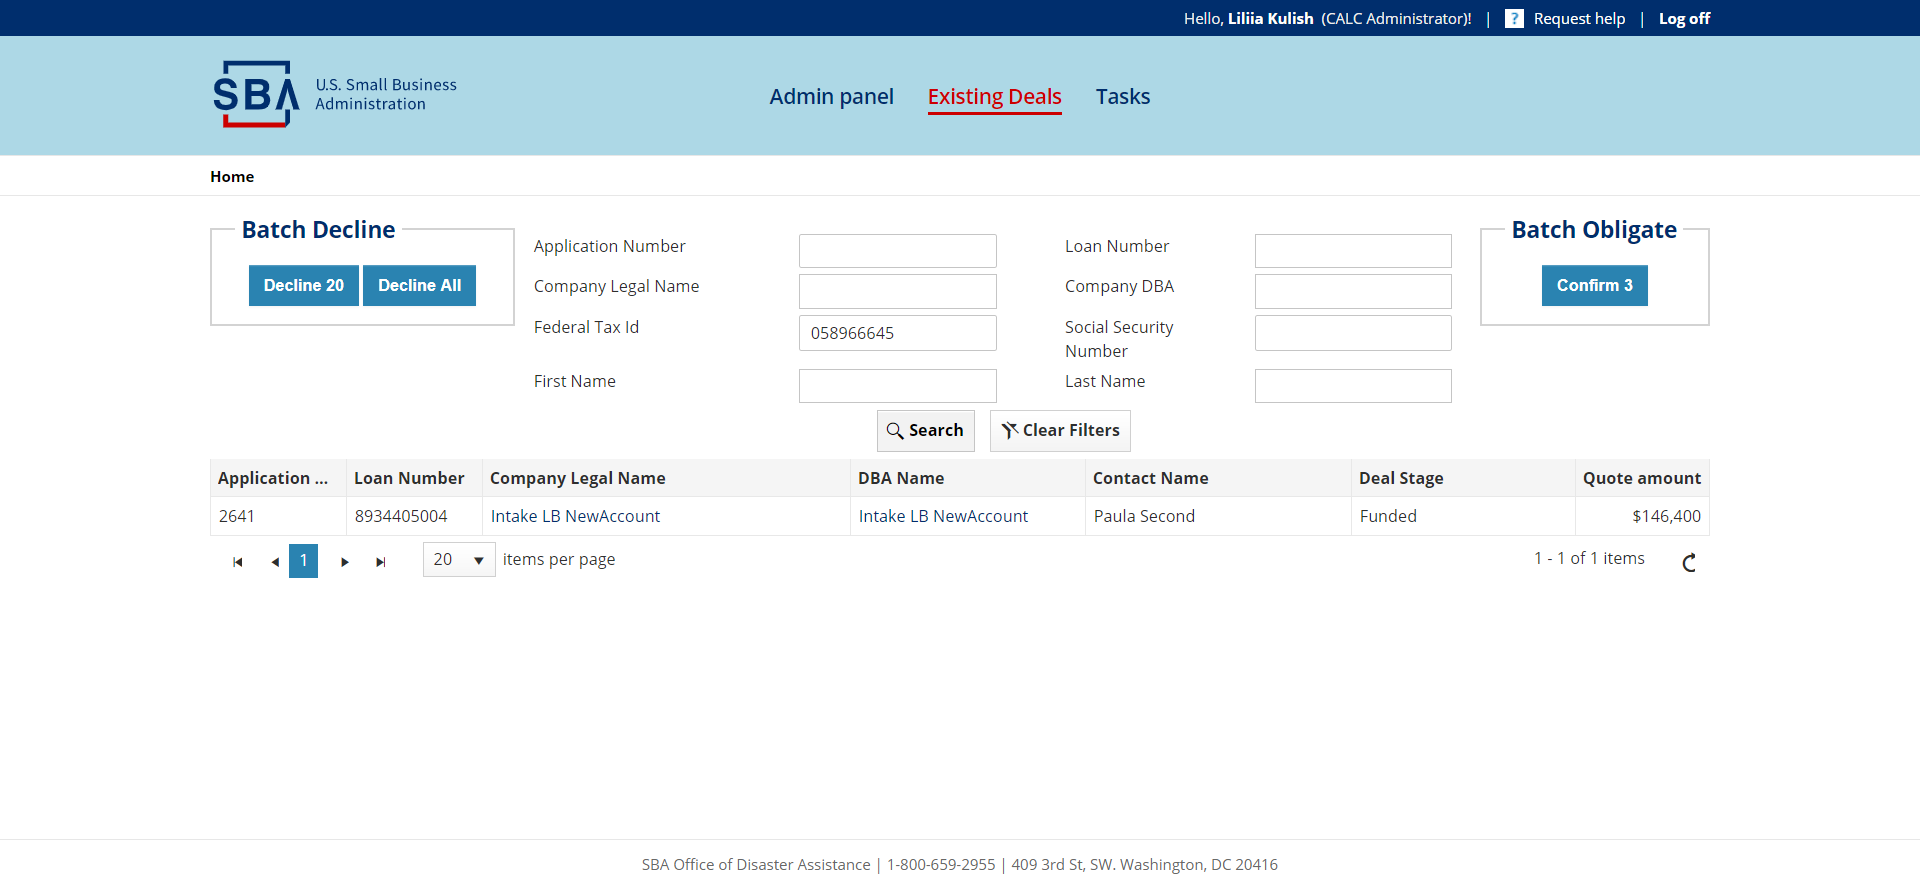 Hello, Liliia Kulish (CALC Administrator)! | ? Request help | Log off
SBA U.S. Small Business
Administration
Admin panel Existing Deals Tasks
Home
Batch Decline
Decline 20 Decline All
Application Number
Loan Number
Company Legal Name
Company DBA
Federal Tax Id 058966645
Social Security
Number
First Name
Last Name
Batch Obligate
Confirm 3
Search Clear Filters
Application ... Loan Number Company Legal Name DBA Name Contact Name Deal Stage Quote amount
2641 8934405004 Intake LB NewAccount Intake LB NewAccount Paula Second Funded $146,400
1 20 items per page 1 - 1 of 1 items
SBA Office of Disaster Assistance | 1-800-659-2955 | 409 3rd St, SW. Washington, DC 20416